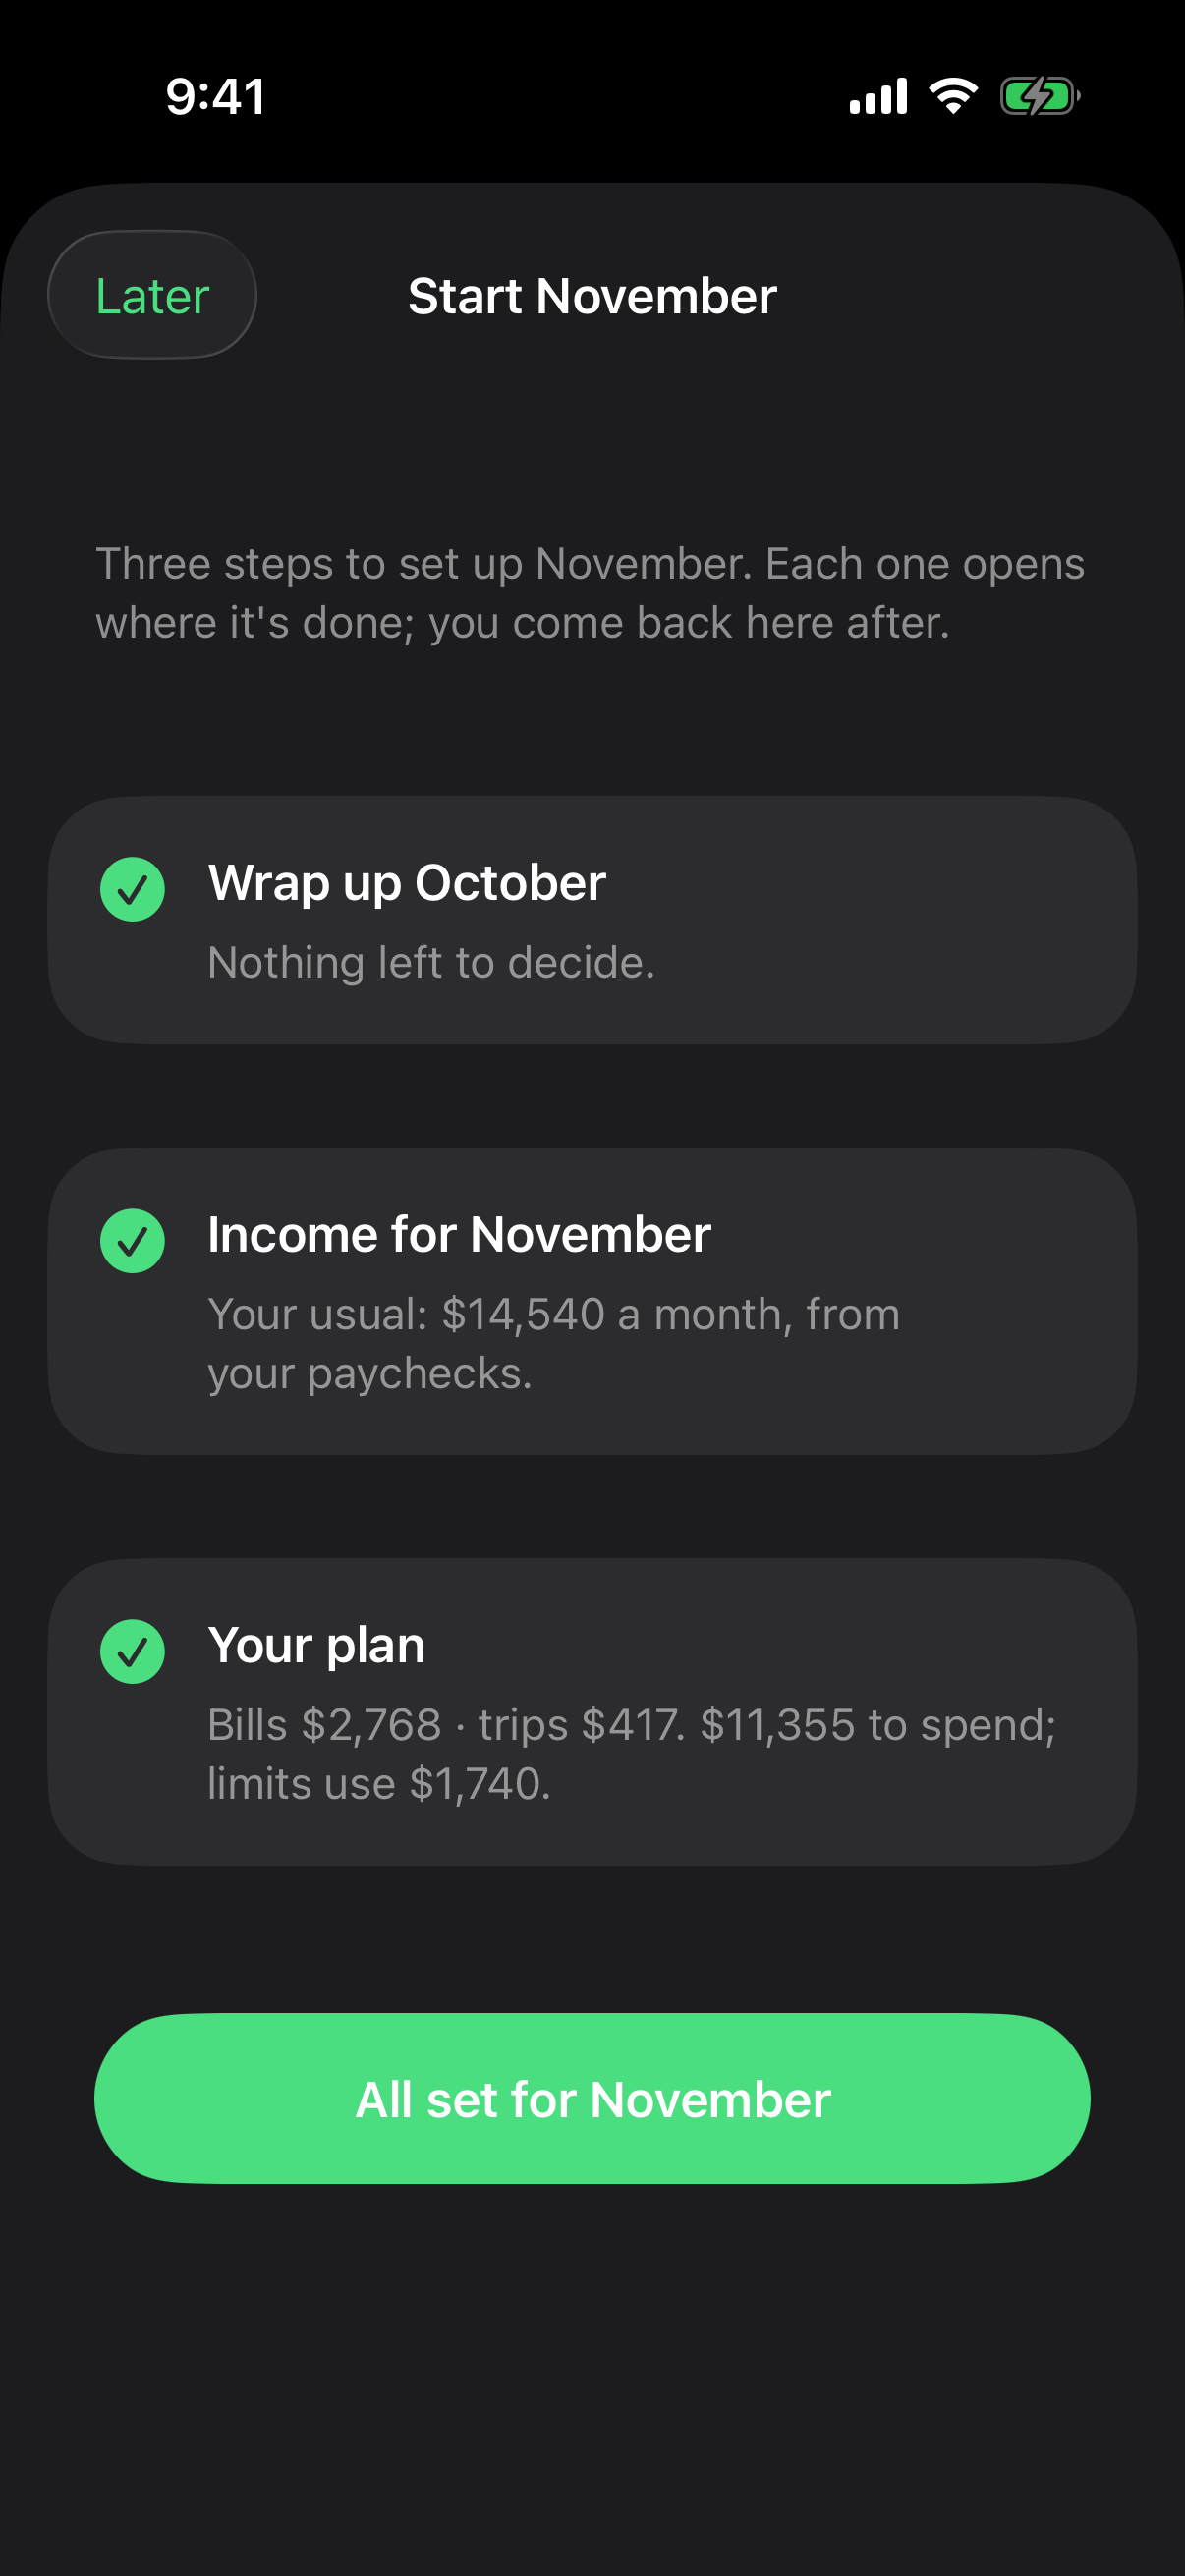 9:41
Later
Start November
Three steps to set up November. Each one opens
where it's done; you come back here after.
Wrap up October
Nothing left to decide.
Income for November
Your usual: $14,540 a month, from
your paychecks.
Your plan
Bills $2,768 · trips $417. $11,355 to spend;
limits use $1,740.
All set for November